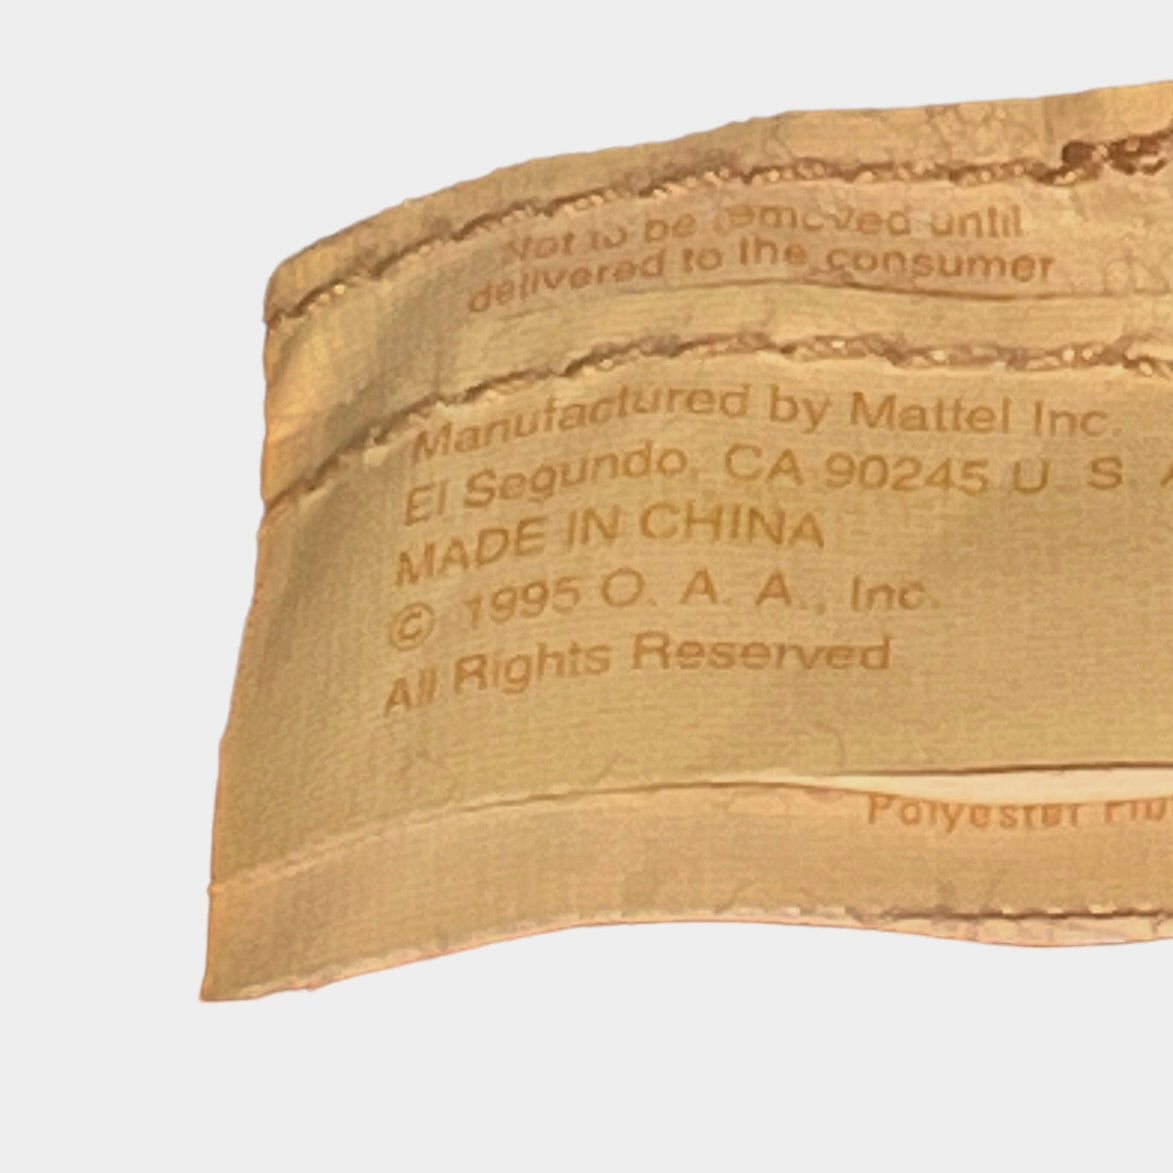 Not to be removed until
delivered to the consumer
Manufactured by Mattel Inc.
El Segundo, CA 90245 U. S.
MADE IN CHINA
© 1995 O. A. A., Inc.
All Rights Reserved
Polyester